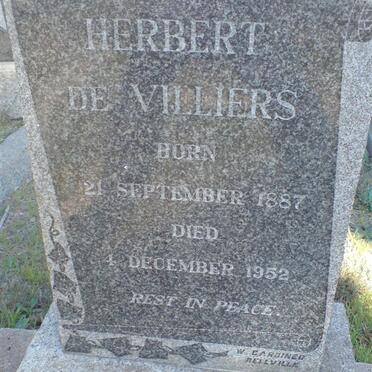 HERBERT
DE VILLIERS
BORN
21 SEPTEMBER 1887
DIED
4 DECEMBER 1952
REST IN PEACE.
W. GARDINER
BELLVILLE